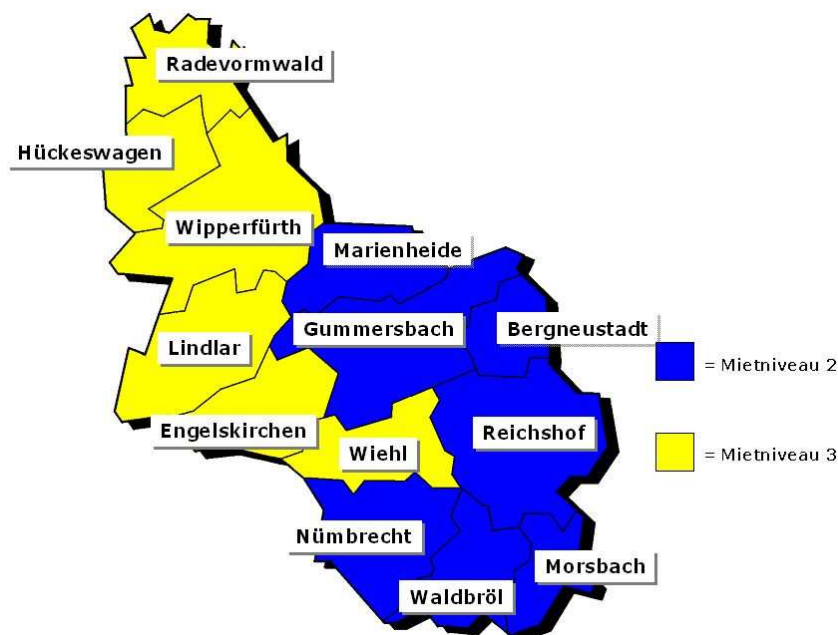 Radevormwald
Hückeswagen
Wipperfürth
Marienheide
Gummersbach
Bergneustadt
Lindlar
= Mietniveau 2
Engelskirchen
Wiehl
Reichshof
= Mietniveau 3
Nümbrecht
Morsbach
Waldbröl